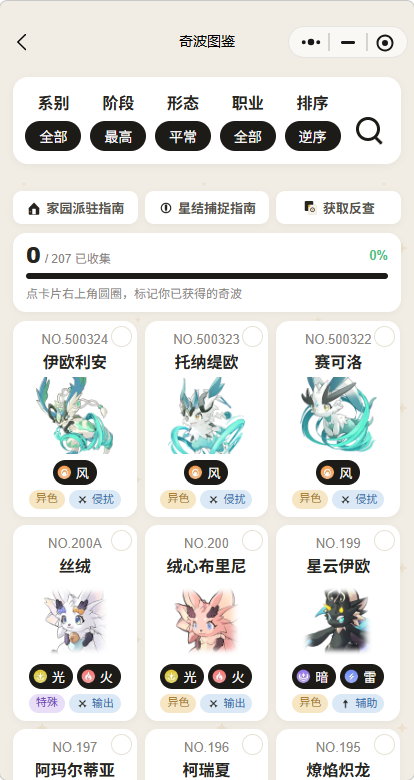 奇波图鉴
系别 阶段 形态 职业 排序
全部 最高 平常 全部 逆序
家园派驻指南 星结捕捉指南 获取反查
0 / 207 已收集 0%
点卡片右上角圆圈，标记你已获得的奇波
NO.500324 NO.500323 NO.500322
伊欧利安 托纳缇欧 赛可洛
风 风 风
异色 侵扰 异色 侵扰 异色 侵扰
NO.200A NO.200 NO.199
丝绒 绒心布里尼 星云伊欧
光 火 光 火 暗 雷
特殊 输出 异色 输出 异色 辅助
NO.197 NO.196 NO.195
阿玛尔蒂亚 柯瑞夏 燎焰炽龙